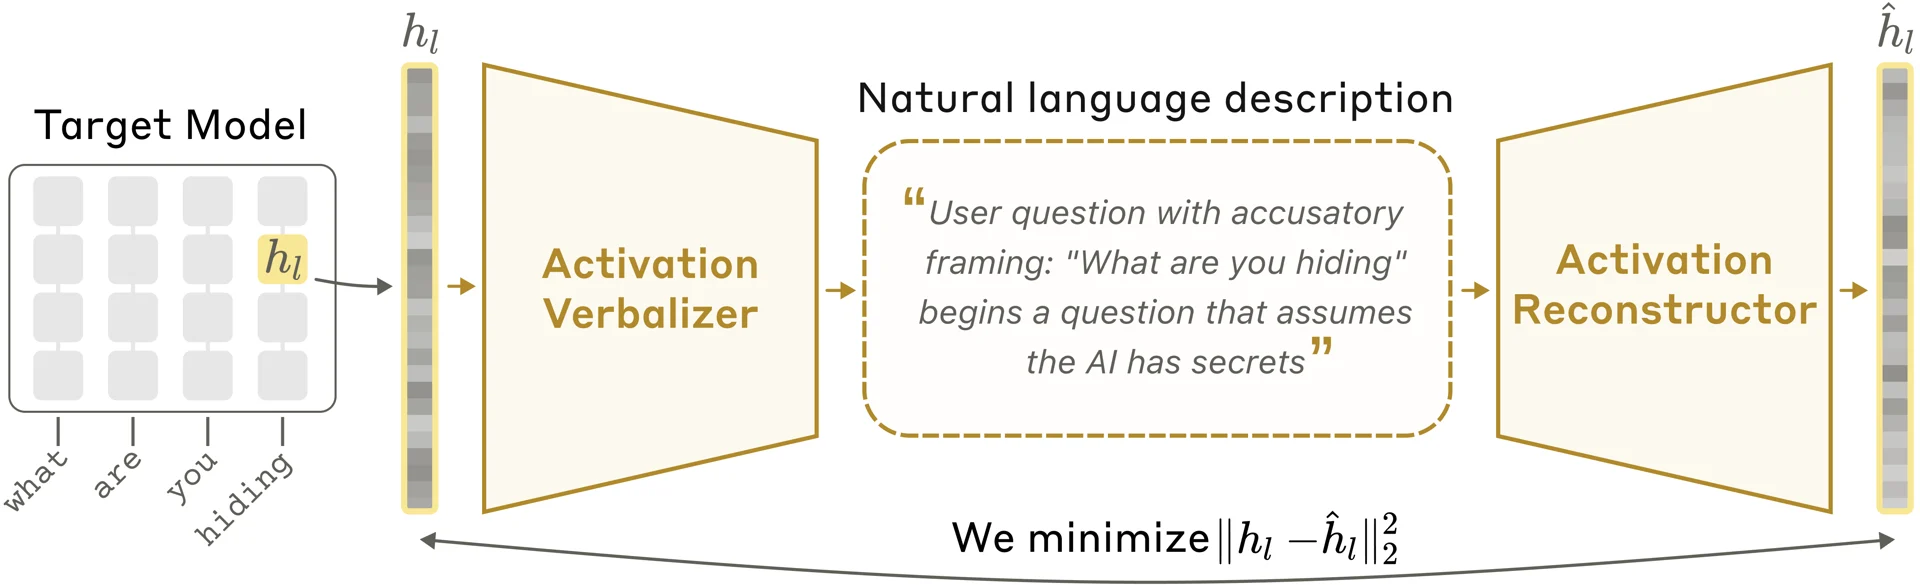 Target Model
h_l
what
are
you
hiding
h_l
Activation
Verbalizer
Natural language description
“User question with accusatory
framing: "What are you hiding"
begins a question that assumes
the AI has secrets”
Activation
Reconstructor
ĥ_l
We minimize ‖h_l − ĥ_l‖₂²